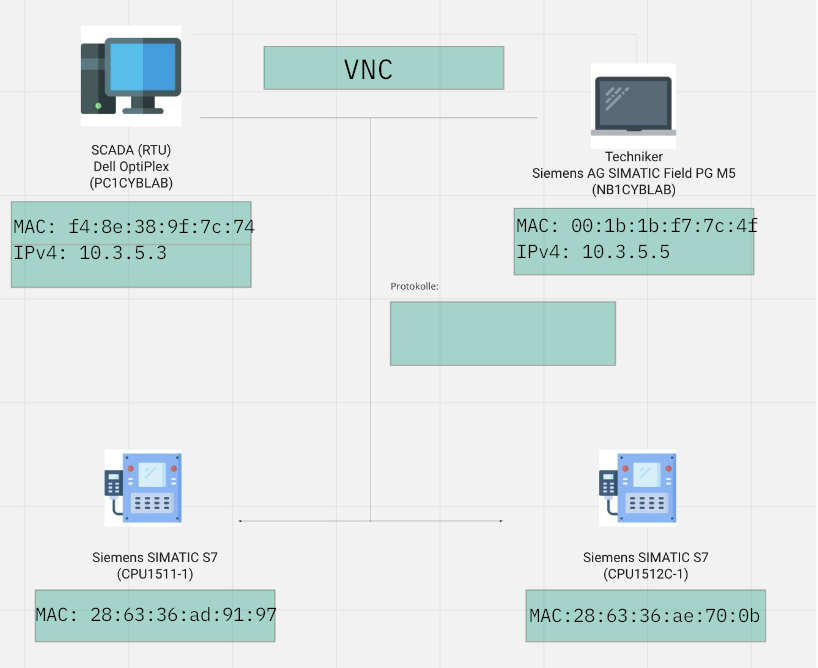 VNC
SCADA (RTU)
Dell OptiPlex
(PC1CYBLAB)
Techniker
Siemens AG SIMATIC Field PG M5
(NB1CYBLAB)
MAC: f4:8e:38:9f:7c:74
IPv4: 10.3.5.3
MAC: 00:1b:1b:f7:7c:4f
IPv4: 10.3.5.5
Protokolle:
Siemens SIMATIC S7
(CPU1511-1)
Siemens SIMATIC S7
(CPU1512C-1)
MAC: 28:63:36:ad:91:97
MAC:28:63:36:ae:70:0b